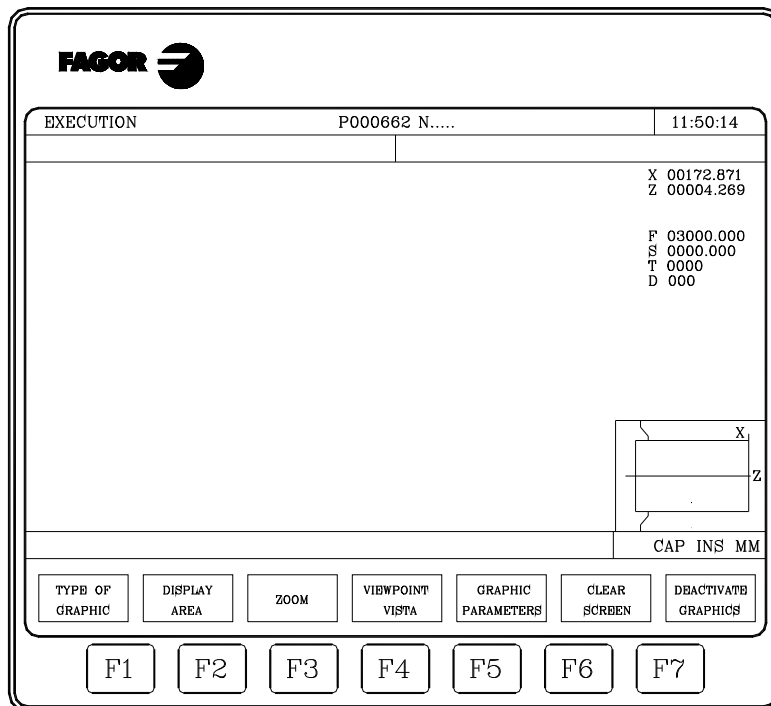 FAGOR
EXECUTION P000662 N..... 11:50:14
X 00172.871
Z 00004.269
F 03000.000
S 0000.000
T 0000
D 000
X
Z
CAP INS MM
TYPE OF GRAPHIC
DISPLAY AREA
ZOOM
VIEWPOINT VISTA
GRAPHIC PARAMETERS
CLEAR SCREEN
DEACTIVATE GRAPHICS
F1 F2 F3 F4 F5 F6 F7